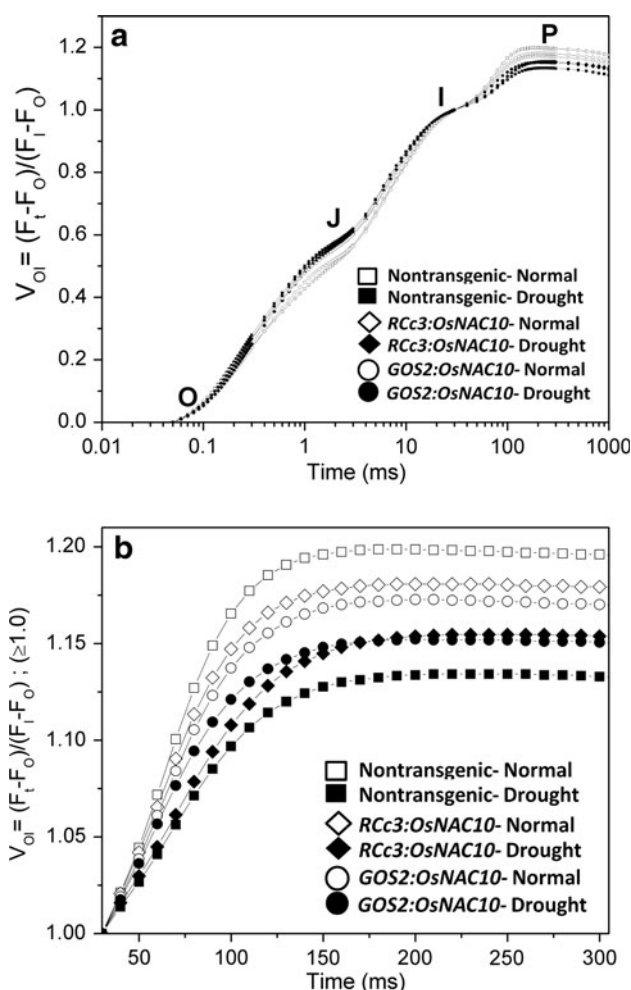 a
P
I
J
O
V_OI = (F_t-F_O)/(F_I-F_O)
1.2
1.0
0.8
0.6
0.4
0.2
0.0
Nontransgenic- Normal
Nontransgenic- Drought
RCc3:OsNAC10- Normal
RCc3:OsNAC10- Drought
GOS2:OsNAC10- Normal
GOS2:OsNAC10- Drought
0.01 0.1 1 10 100 1000
Time (ms)
b
V_OI = (F_t-F_O)/(F_I-F_O) ; (≥1.0)
1.20
1.15
1.10
1.05
1.00
Nontransgenic- Normal
Nontransgenic- Drought
RCc3:OsNAC10- Normal
RCc3:OsNAC10- Drought
GOS2:OsNAC10- Normal
GOS2:OsNAC10- Drought
50 100 150 200 250 300
Time (ms)